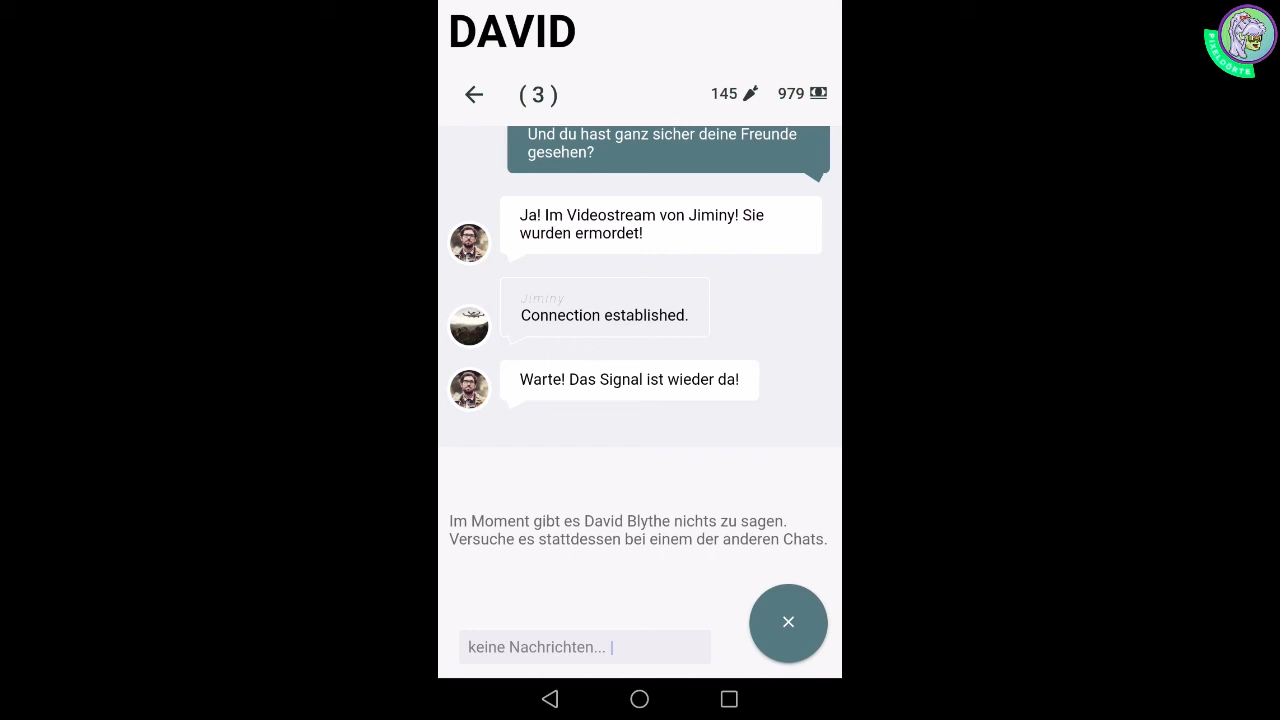 DAVID
( 3 )
145
979
Und du hast ganz sicher deine Freunde
gesehen?
Ja! Im Videostream von Jiminy! Sie
wurden ermordet!
Jiminy
Connection established.
Warte! Das Signal ist wieder da!
Im Moment gibt es David Blythe nichts zu sagen.
Versuche es stattdessen bei einem der anderen Chats.
keine Nachrichten...
PIXELDÖRTE